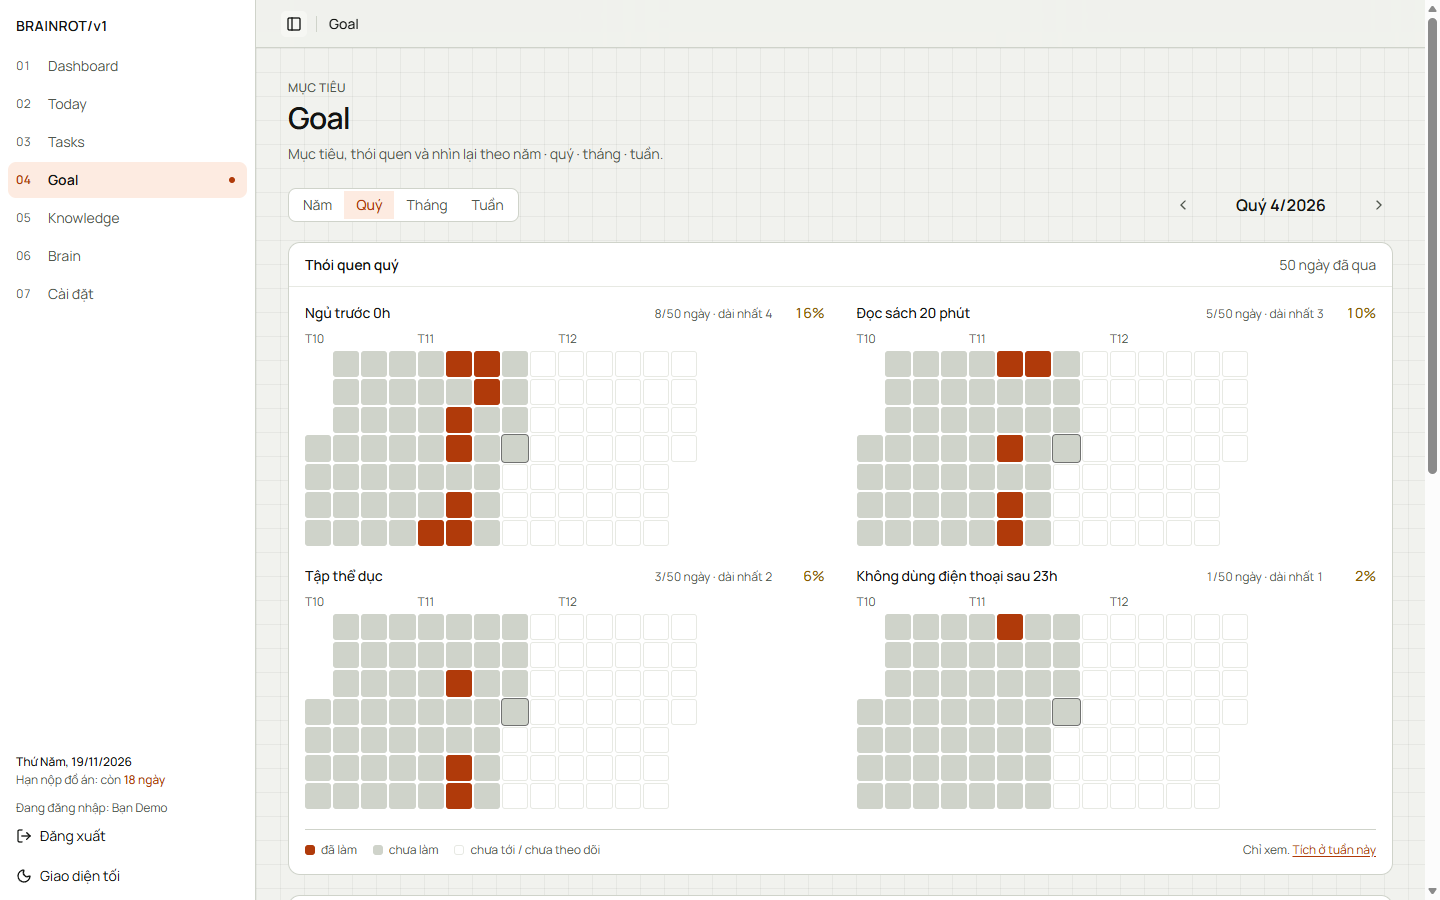 BRAINROT/v1
01 Dashboard
02 Today
03 Tasks
04 Goal
05 Knowledge
06 Brain
07 Cài đặt
Thứ Năm, 19/11/2026
Hạn nộp đồ án: còn 18 ngày
Đang đăng nhập: Bạn Demo
Đăng xuất
Giao diện tối
Goal
MỤC TIÊU
Goal
Mục tiêu, thói quen và nhìn lại theo năm · quý · tháng · tuần.
Năm Quý Tháng Tuần
Quý 4/2026
Thói quen quý
50 ngày đã qua
Ngủ trước 0h
8/50 ngày · dài nhất 4 16%
T10 T11 T12
Đọc sách 20 phút
5/50 ngày · dài nhất 3 10%
T10 T11 T12
Tập thể dục
3/50 ngày · dài nhất 2 6%
T10 T11 T12
Không dùng điện thoại sau 23h
1/50 ngày · dài nhất 1 2%
T10 T11 T12
đã làm chưa làm chưa tới / chưa theo dõi
Chỉ xem. Tích ở tuần này